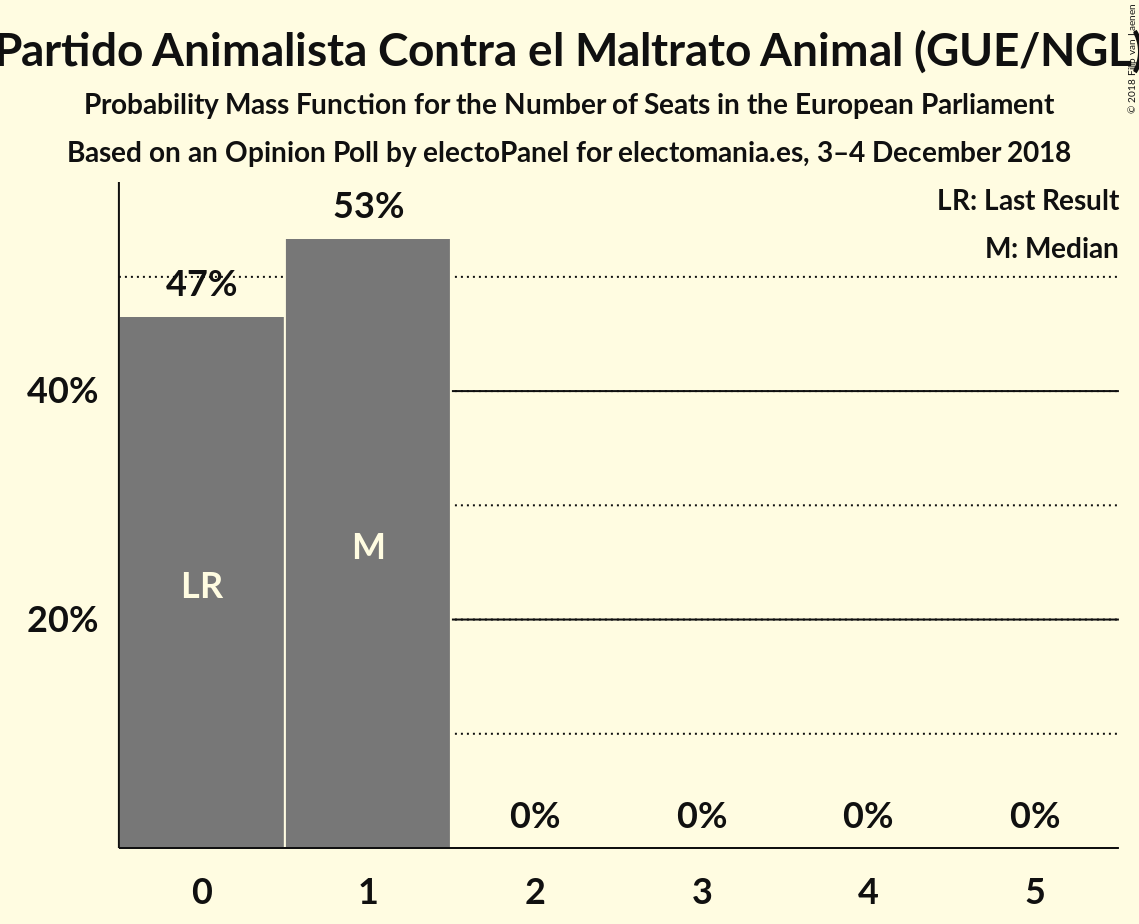 Partido Animalista Contra el Maltrato Animal (GUE/NGL)
Probability Mass Function for the Number of Seats in the European Parliament
Based on an Opinion Poll by electoPanel for electomania.es, 3–4 December 2018
© 2018 Filip van Laenen
LR: Last Result
M: Median
53%
47%
40%
M
LR
20%
0% 0% 0% 0%
0 1 2 3 4 5